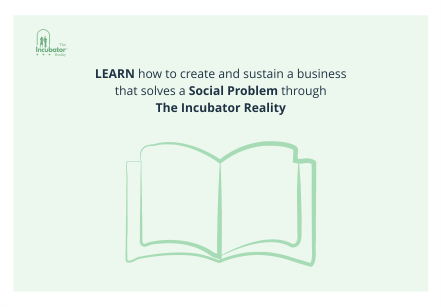 The
Incubator
Reality
LEARN how to create and sustain a business
that solves a Social Problem through
The Incubator Reality